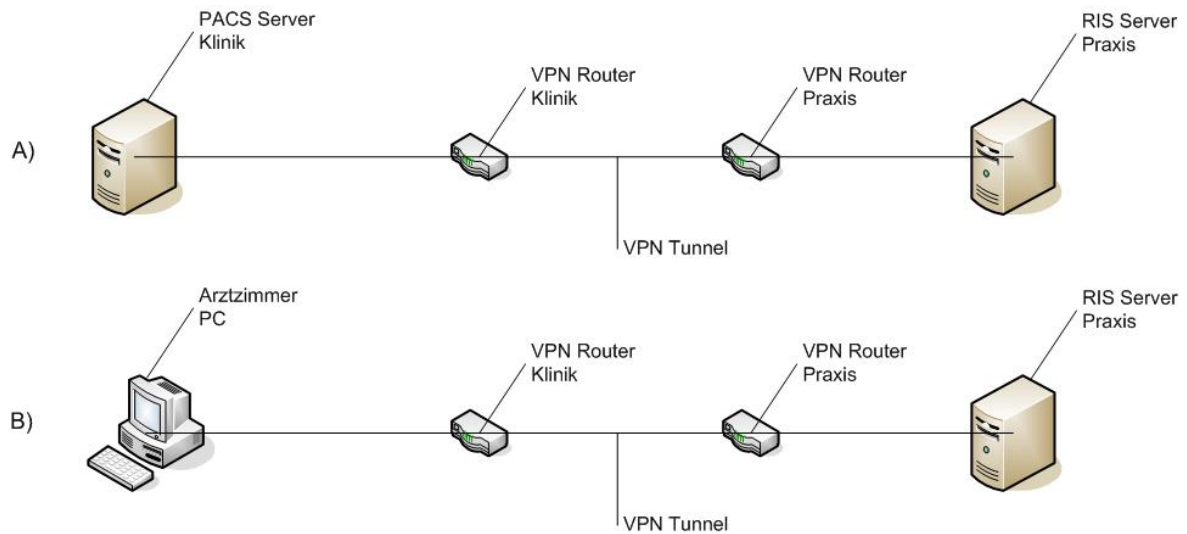 A)
PACS Server
Klinik
VPN Router
Klinik
VPN Router
Praxis
RIS Server
Praxis
VPN Tunnel
B)
Arztzimmer
PC
VPN Router
Klinik
VPN Router
Praxis
RIS Server
Praxis
VPN Tunnel